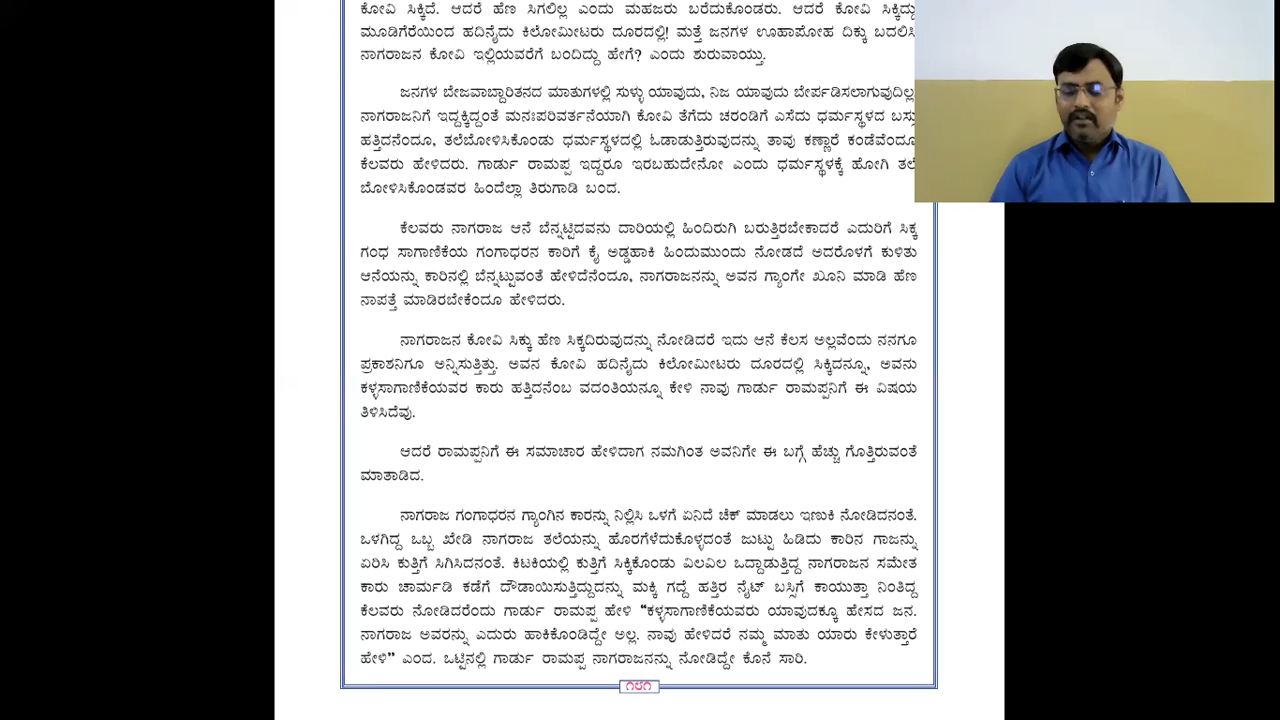 ಕೋವಿ ಸಿಕ್ಕಿದೆ. ಆದರೆ ಹೆಣ ಸಿಗಲಿಲ್ಲ ಎಂದು ಮಹಜರು ಬರೆದುಕೊಂಡರು. ಆದರೆ ಕೋವಿ ಸಿಕ್ಕಿದ್ದು
ಮೂಡಿಗೆರೆಯಿಂದ ಹದಿನೈದು ಕಿಲೋಮೀಟರು ದೂರದಲ್ಲಿ! ಮತ್ತೆ ಜನಗಳ ಊಹಾಪೋಹ ದಿಕ್ಕು ಬದಲಿಸಿ
ನಾಗರಾಜನ ಕೋವಿ ಇಲ್ಲಿಯವರೆಗೆ ಬಂದಿದ್ದು ಹೇಗೆ? ಎಂದು ಶುರುವಾಯ್ತು.
ಜನಗಳ ಬೇಜವಾಬ್ದಾರಿತನದ ಮಾತುಗಳಲ್ಲಿ ಸುಳ್ಳು ಯಾವುದು, ನಿಜ ಯಾವುದು ಬೇರ್ಪಡಿಸಲಾಗುವುದಿಲ್ಲ
ನಾಗರಾಜನಿಗೆ ಇದ್ದಕ್ಕಿದ್ದಂತೆ ಮನಃಪರಿವರ್ತನೆಯಾಗಿ ಕೋವಿ ತೆಗೆದು ಚರಂಡಿಗೆ ಎಸೆದು ಧರ್ಮಸ್ಥಳದ ಬಸ್ಸು
ಹತ್ತಿದನೆಂದೂ, ತಲೆಬೋಳಿಸಿಕೊಂಡು ಧರ್ಮಸ್ಥಳದಲ್ಲಿ ಓಡಾಡುತ್ತಿರುವುದನ್ನು ತಾವು ಕಣ್ಣಾರೆ ಕಂಡೆವೆಂದೂ
ಕೆಲವರು ಹೇಳಿದರು. ಗಾರ್ಡು ರಾಮಪ್ಪ ಇದ್ದರೂ ಇರಬಹುದೇನೋ ಎಂದು ಧರ್ಮಸ್ಥಳಕ್ಕೆ ಹೋಗಿ ತಲೆ
ಬೋಳಿಸಿಕೊಂಡವರ ಹಿಂದೆಲ್ಲಾ ತಿರುಗಾಡಿ ಬಂದ.
ಕೆಲವರು ನಾಗರಾಜ ಆನೆ ಬೆನ್ನಟ್ಟಿದವನು ದಾರಿಯಲ್ಲಿ ಹಿಂದಿರುಗಿ ಬರುತ್ತಿರಬೇಕಾದರೆ ಎದುರಿಗೆ ಸಿಕ್ಕ
ಗಂಧ ಸಾಗಾಣಿಕೆಯ ಗಂಗಾಧರನ ಕಾರಿಗೆ ಕೈ ಅಡ್ಡಹಾಕಿ ಹಿಂದುಮುಂದು ನೋಡದೆ ಅದರೊಳಗೆ ಕುಳಿತು
ಆನೆಯನ್ನು ಕಾರಿನಲ್ಲಿ ಬೆನ್ನಟ್ಟುವಂತೆ ಹೇಳಿದೆನೆಂದೂ, ನಾಗರಾಜನನ್ನು ಅವನ ಗ್ಯಾಂಗೇ ಖೂನಿ ಮಾಡಿ ಹೆಣ
ನಾಪತ್ತೆ ಮಾಡಿರಬೇಕೆಂದೂ ಹೇಳಿದರು.
ನಾಗರಾಜನ ಕೋವಿ ಸಿಕ್ಕು ಹೆಣ ಸಿಕ್ಕದಿರುವುದನ್ನು ನೋಡಿದರೆ ಇದು ಆನೆ ಕೆಲಸ ಅಲ್ಲವೆಂದು ನನಗೂ
ಪ್ರಕಾಶನಿಗೂ ಅನ್ನಿಸುತ್ತಿತ್ತು. ಅವನ ಕೋವಿ ಹದಿನೈದು ಕಿಲೋಮೀಟರು ದೂರದಲ್ಲಿ ಸಿಕ್ಕಿದನ್ನೂ, ಅವನು
ಕಳ್ಳಸಾಗಾಣಿಕೆಯವರ ಕಾರು ಹತ್ತಿದನೆಂಬ ವದಂತಿಯನ್ನೂ ಕೇಳಿ ನಾವು ಗಾರ್ಡು ರಾಮಪ್ಪನಿಗೆ ಈ ವಿಷಯ
ತಿಳಿಸಿದೆವು.
ಆದರೆ ರಾಮಪ್ಪನಿಗೆ ಈ ಸಮಾಚಾರ ಹೇಳಿದಾಗ ನಮಗಿಂತ ಅವನಿಗೇ ಈ ಬಗ್ಗೆ ಹೆಚ್ಚು ಗೊತ್ತಿರುವಂತೆ
ಮಾತಾಡಿದ.
ನಾಗರಾಜ ಗಂಗಾಧರನ ಗ್ಯಾಂಗಿನ ಕಾರನ್ನು ನಿಲ್ಲಿಸಿ ಒಳಗೆ ಏನಿದೆ ಚೆಕ್ ಮಾಡಲು ಇಣುಕಿ ನೋಡಿದನಂತೆ.
ಒಳಗಿದ್ದ ಒಬ್ಬ ಖೇಡಿ ನಾಗರಾಜ ತಲೆಯನ್ನು ಹೊರಗೆಳೆದುಕೊಳ್ಳದಂತೆ ಜುಟ್ಟು ಹಿಡಿದು ಕಾರಿನ ಗಾಜನ್ನು
ಏರಿಸಿ ಕುತ್ತಿಗೆ ಸಿಗಿಸಿದನಂತೆ. ಕಿಟಕಿಯಲ್ಲಿ ಕುತ್ತಿಗೆ ಸಿಕ್ಕಿಕೊಂಡು ವಿಲವಿಲ ಒದ್ದಾಡುತ್ತಿದ್ದ ನಾಗರಾಜನ ಸಮೇತ
ಕಾರು ಚಾರ್ಮಡಿ ಕಡೆಗೆ ದೌಡಾಯಿಸುತ್ತಿದ್ದುದನ್ನು ಮಕ್ಕಿ ಗದ್ದೆ ಹತ್ತಿರ ನೈಟ್ ಬಸ್ಸಿಗೆ ಕಾಯುತ್ತಾ ನಿಂತಿದ್ದ
ಕೆಲವರು ನೋಡಿದರೆಂದು ಗಾರ್ಡು ರಾಮಪ್ಪ ಹೇಳಿ “ಕಳ್ಳಸಾಗಾಣಿಕೆಯವರು ಯಾವುದಕ್ಕೂ ಹೇಸದ ಜನ.
ನಾಗರಾಜ ಅವರನ್ನು ಎದುರು ಹಾಕಿಕೊಂಡಿದ್ದೇ ಅಲ್ಲ. ನಾವು ಹೇಳಿದರೆ ನಮ್ಮ ಮಾತು ಯಾರು ಕೇಳುತ್ತಾರೆ
ಹೇಳಿ” ಎಂದ. ಒಟ್ಟಿನಲ್ಲಿ ಗಾರ್ಡು ರಾಮಪ್ಪ ನಾಗರಾಜನನ್ನು ನೋಡಿದ್ದೇ ಕೊನೆ ಸಾರಿ.
೧೮೧